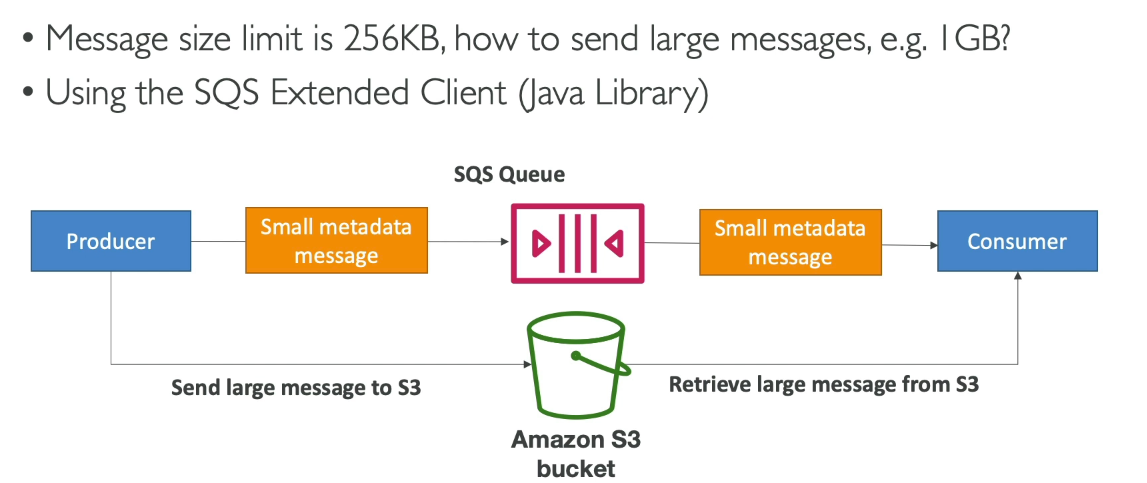 • Message size limit is 256KB, how to send large messages, e.g. 1GB?
• Using the SQS Extended Client (Java Library)
SQS Queue
Producer
Small metadata
message
Small metadata
message
Consumer
Send large message to S3
Retrieve large message from S3
Amazon S3
bucket